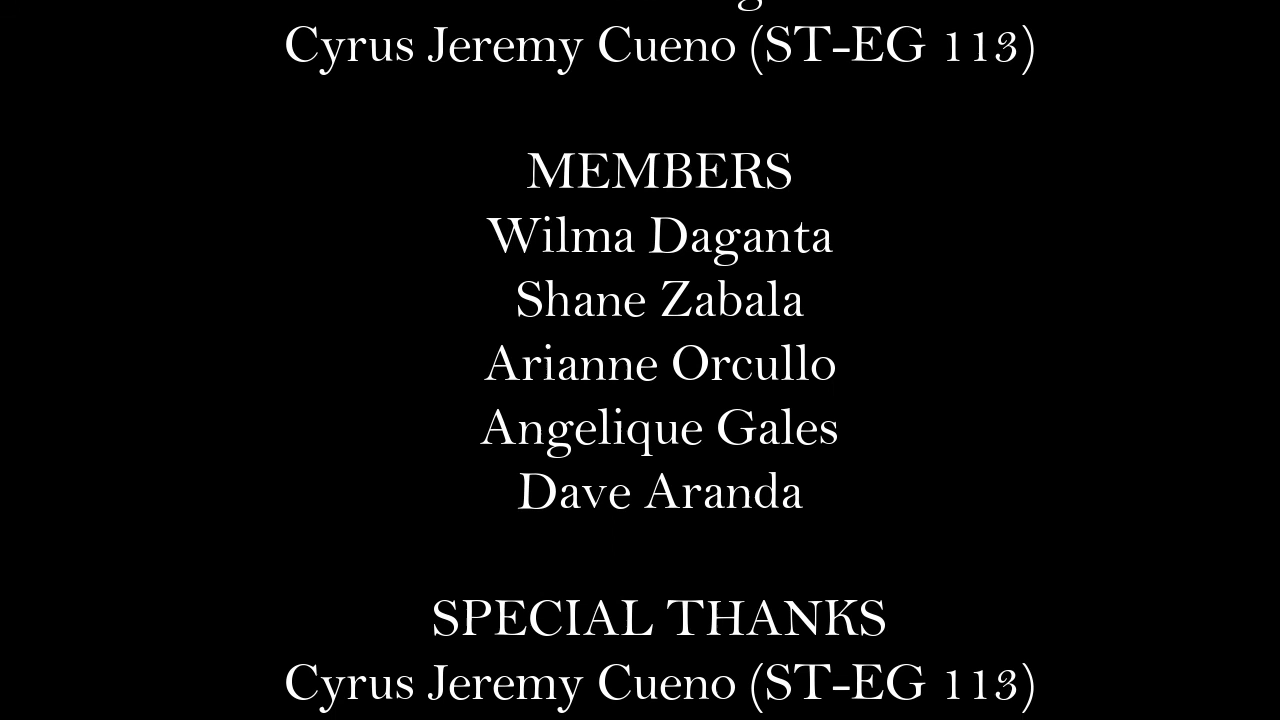 Cyrus Jeremy Cueno (ST-EG 113)
MEMBERS
Wilma Daganta
Shane Zabala
Arianne Orcullo
Angelique Gales
Dave Aranda
SPECIAL THANKS
Cyrus Jeremy Cueno (ST-EG 113)